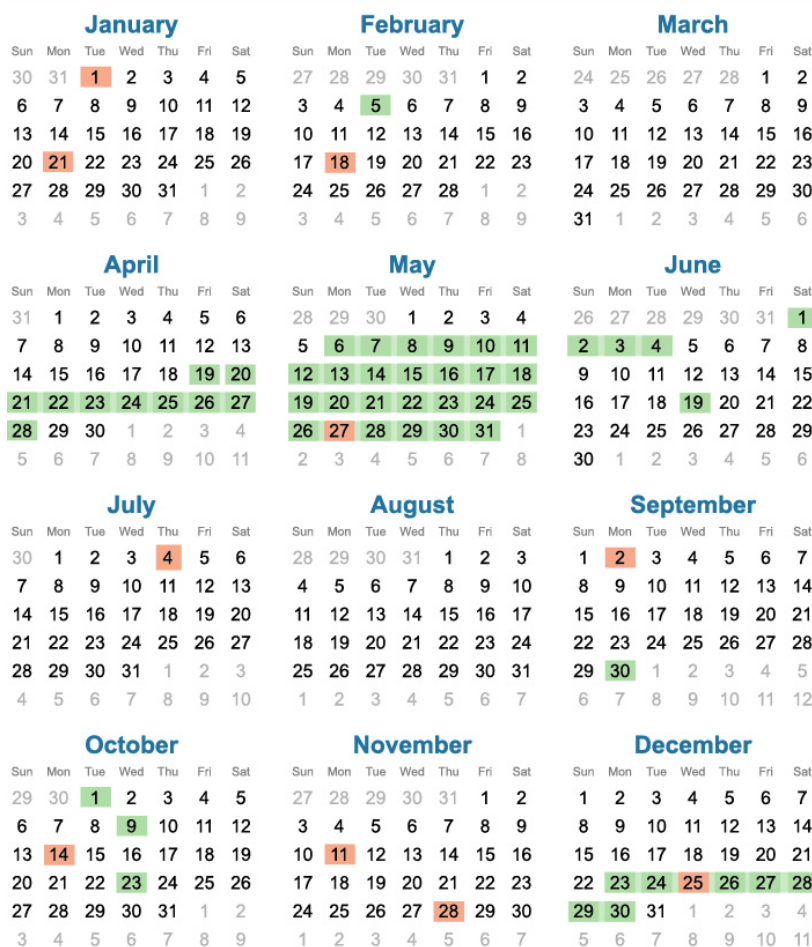 January February March
Sun Mon Tue Wed Thu Fri Sat Sun Mon Tue Wed Thu Fri Sat Sun Mon Tue Wed Thu Fri Sat
30 31 1 2 3 4 5 27 28 29 30 31 1 2 24 25 26 27 28 1 2
6 7 8 9 10 11 12 3 4 5 6 7 8 9 3 4 5 6 7 8 9
13 14 15 16 17 18 19 10 11 12 13 14 15 16 10 11 12 13 14 15 16
20 21 22 23 24 25 26 17 18 19 20 21 22 23 17 18 19 20 21 22 23
27 28 29 30 31 1 2 24 25 26 27 28 1 2 24 25 26 27 28 29 30
3 4 5 6 7 8 9 3 4 5 6 7 8 9 31 1 2 3 4 5 6
April May June
Sun Mon Tue Wed Thu Fri Sat Sun Mon Tue Wed Thu Fri Sat Sun Mon Tue Wed Thu Fri Sat
31 1 2 3 4 5 6 28 29 30 1 2 3 4 26 27 28 29 30 31 1
7 8 9 10 11 12 13 5 6 7 8 9 10 11 2 3 4 5 6 7 8
14 15 16 17 18 19 20 12 13 14 15 16 17 18 9 10 11 12 13 14 15
21 22 23 24 25 26 27 19 20 21 22 23 24 25 16 17 18 19 20 21 22
28 29 30 1 2 3 4 26 27 28 29 30 31 1 23 24 25 26 27 28 29
5 6 7 8 9 10 11 2 3 4 5 6 7 8 30 1 2 3 4 5 6
July August September
Sun Mon Tue Wed Thu Fri Sat Sun Mon Tue Wed Thu Fri Sat Sun Mon Tue Wed Thu Fri Sat
30 1 2 3 4 5 6 28 29 30 31 1 2 3 1 2 3 4 5 6 7
7 8 9 10 11 12 13 4 5 6 7 8 9 10 8 9 10 11 12 13 14
14 15 16 17 18 19 20 11 12 13 14 15 16 17 15 16 17 18 19 20 21
21 22 23 24 25 26 27 18 19 20 21 22 23 24 22 23 24 25 26 27 28
28 29 30 31 1 2 3 25 26 27 28 29 30 31 29 30 1 2 3 4 5
4 5 6 7 8 9 10 1 2 3 4 5 6 7 6 7 8 9 10 11 12
October November December
Sun Mon Tue Wed Thu Fri Sat Sun Mon Tue Wed Thu Fri Sat Sun Mon Tue Wed Thu Fri Sat
29 30 1 2 3 4 5 27 28 29 30 31 1 2 1 2 3 4 5 6 7
6 7 8 9 10 11 12 3 4 5 6 7 8 9 8 9 10 11 12 13 14
13 14 15 16 17 18 19 10 11 12 13 14 15 16 15 16 17 18 19 20 21
20 21 22 23 24 25 26 17 18 19 20 21 22 23 22 23 24 25 26 27 28
27 28 29 30 31 1 2 24 25 26 27 28 29 30 29 30 31 1 2 3 4
3 4 5 6 7 8 9 1 2 3 4 5 6 7 5 6 7 8 9 10 11